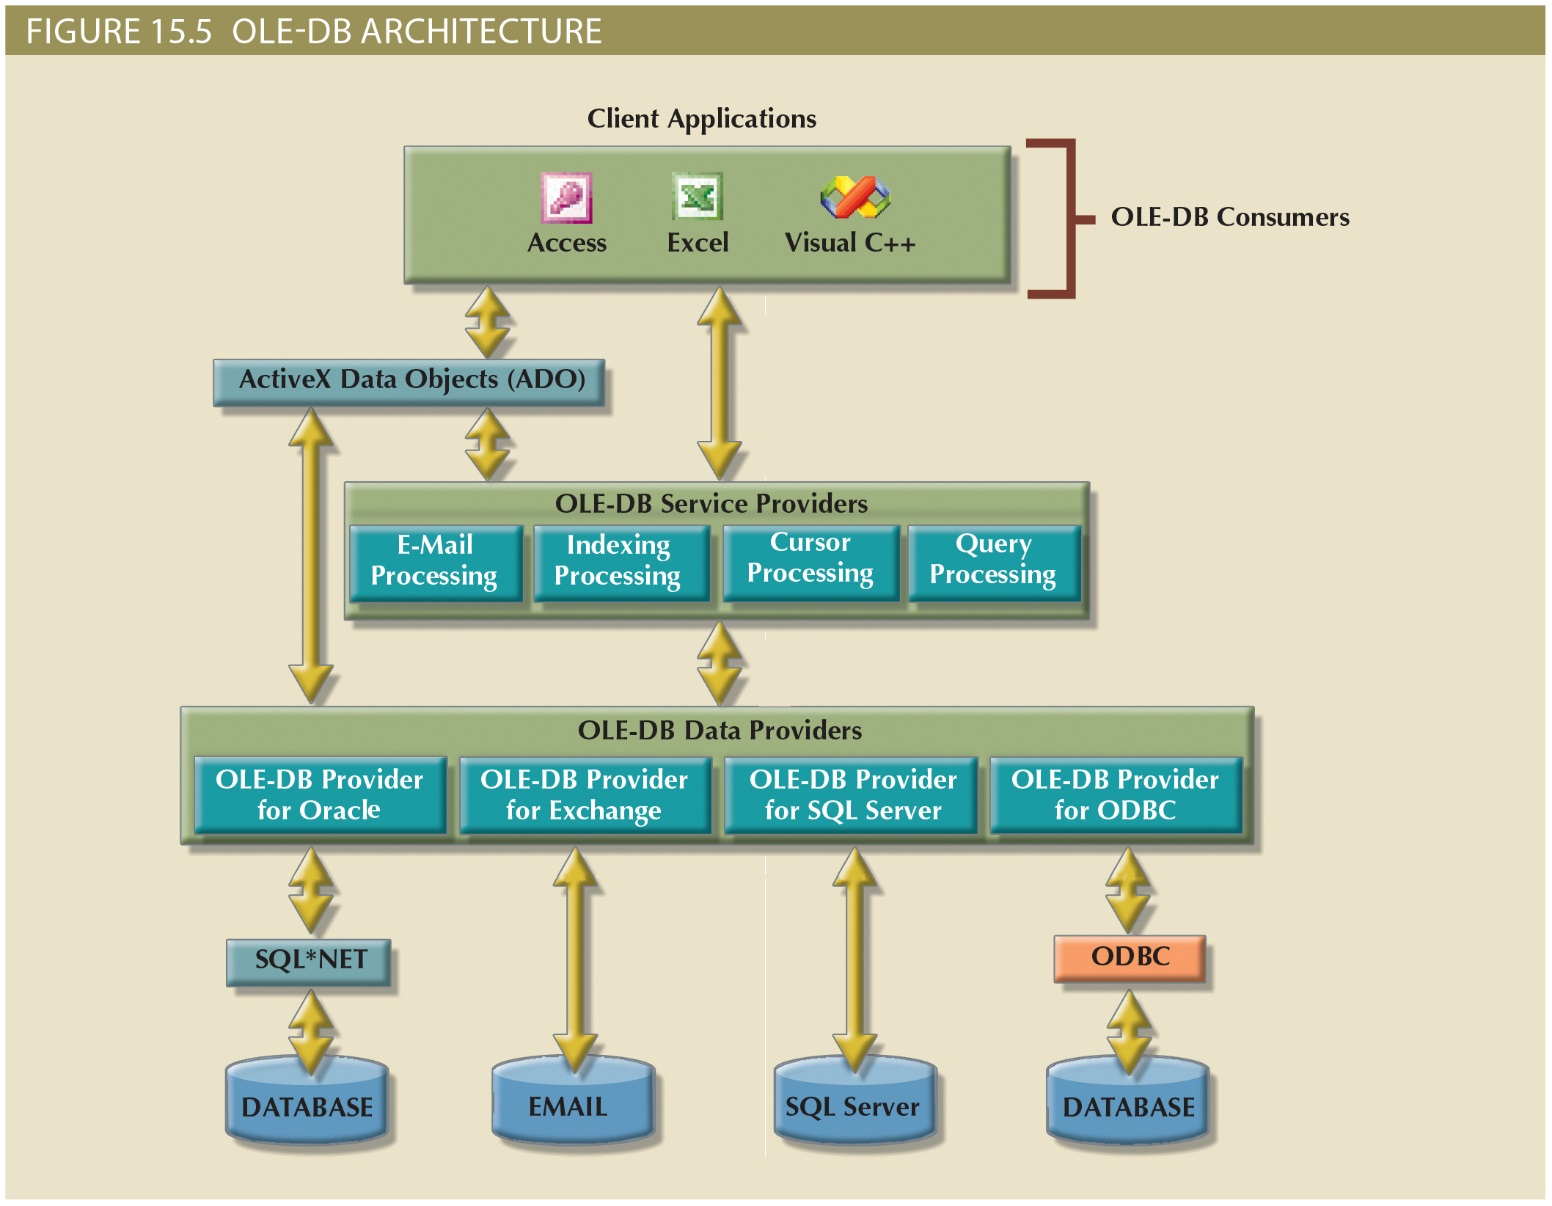 FIGURE 15.5 OLE-DB ARCHITECTURE
Client Applications
Access
Excel
Visual C++
OLE-DB Consumers
ActiveX Data Objects (ADO)
OLE-DB Service Providers
E-Mail
Processing
Indexing
Processing
Cursor
Processing
Query
Processing
OLE-DB Data Providers
OLE-DB Provider
for Oracle
OLE-DB Provider
for Exchange
OLE-DB Provider
for SQL Server
OLE-DB Provider
for ODBC
SQL*NET
ODBC
DATABASE
EMAIL
SQL Server
DATABASE